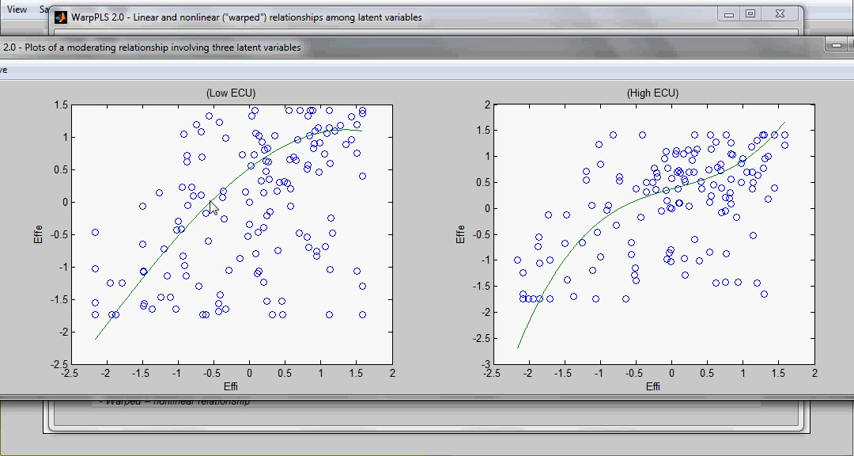 View Sa
WarpPLS 2.0 - Linear and nonlinear ("warped") relationships among latent variables
2.0 - Plots of a moderating relationship involving three latent variables
ve
(Low ECU)
1.5
1
0.5
0
-0.5
-1
-1.5
-2
-2.5
Effe
-2.5 -2 -1.5 -1 -0.5 0 0.5 1 1.5 2
Effi
(High ECU)
2
1.5
1
0.5
0
-0.5
-1
-1.5
-2
-2.5
-3
Effe
-2.5 -2 -1.5 -1 -0.5 0 0.5 1 1.5 2
Effi
- Warped = nonlinear relationship